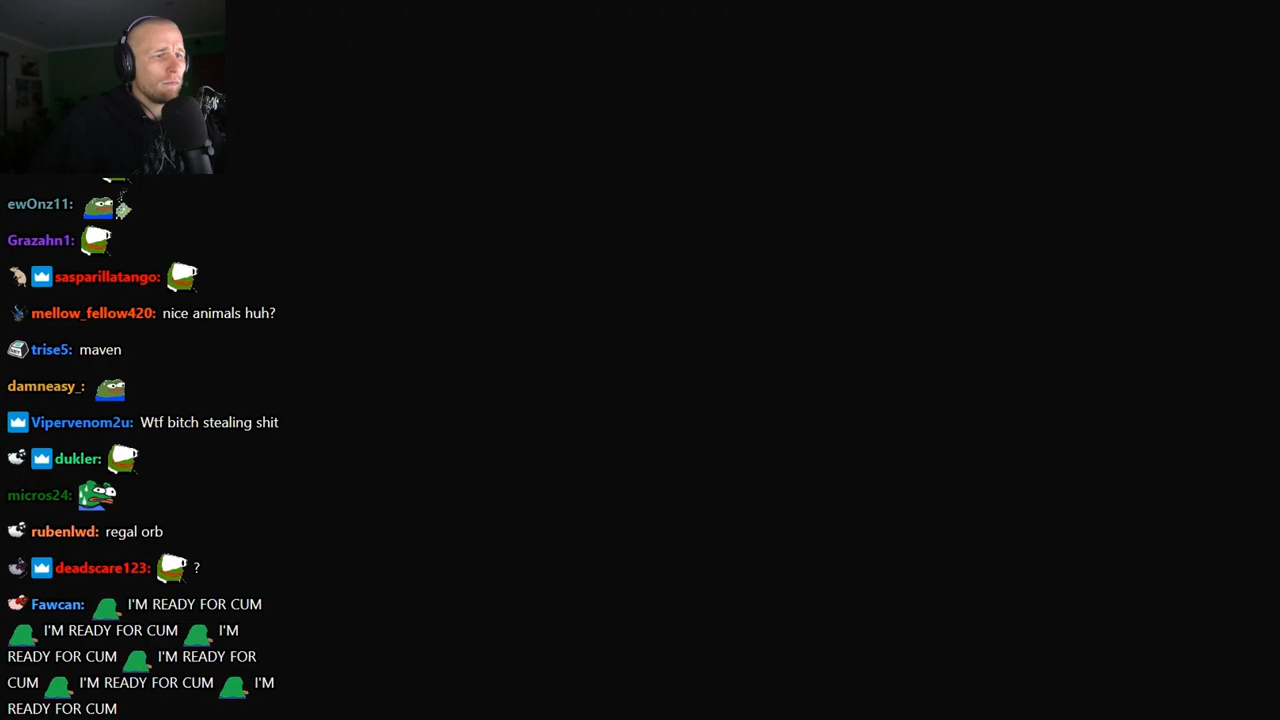 ewOnz11:
Grazahn1:
sasparillatango:
mellow_fellow420: nice animals huh?
trise5: maven
damneasy_:
Vipervenom2u: Wtf bitch stealing shit
dukler:
micros24:
rubenlwd: regal orb
deadscare123: ?
Fawcan: I'M READY FOR CUM
I'M READY FOR CUM I'M
READY FOR CUM I'M READY FOR
CUM I'M READY FOR CUM I'M
READY FOR CUM